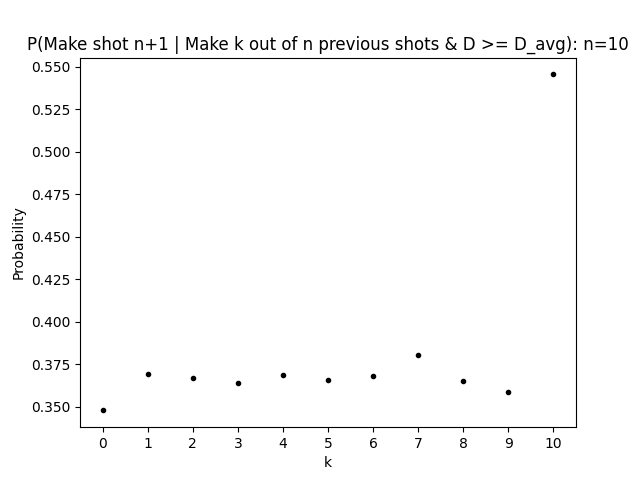 P(Make shot n+1 | Make k out of n previous shots & D >= D_avg): n=10
0.550
0.525
0.500
0.475
0.450
0.425
0.400
0.375
0.350
Probability
0 1 2 3 4 5 6 7 8 9 10
k